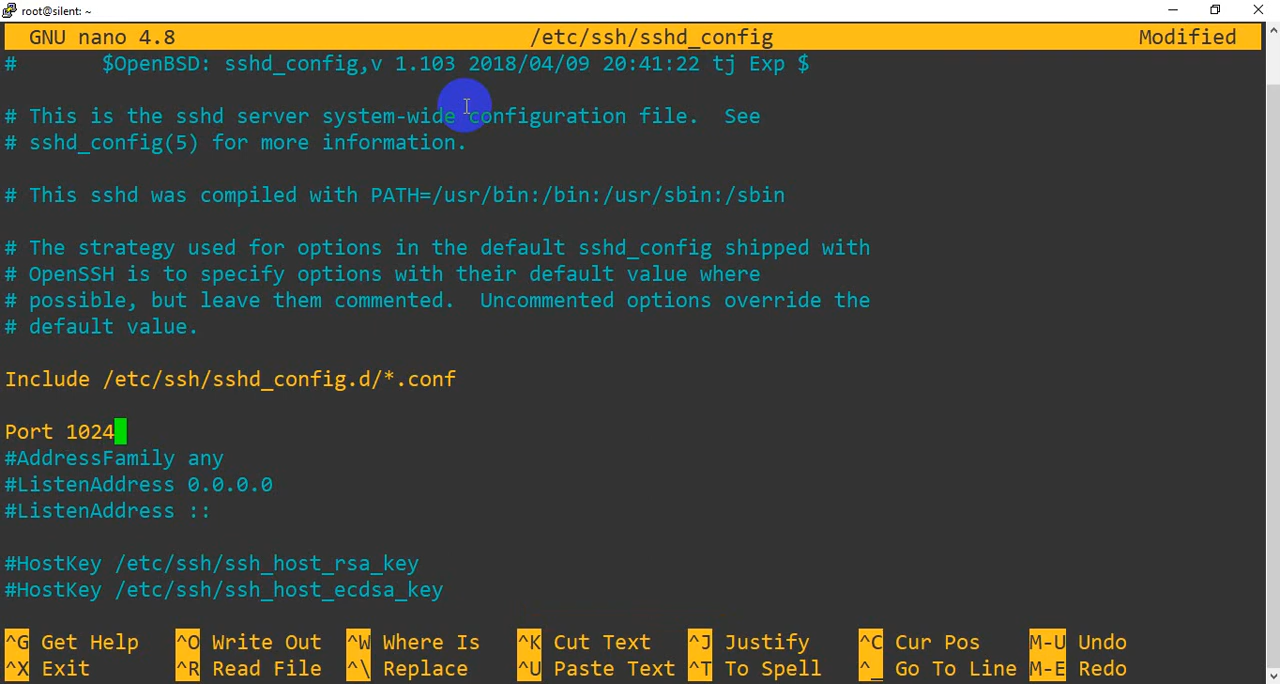 root@silent: ~
GNU nano 4.8 /etc/ssh/sshd_config Modified
# $OpenBSD: sshd_config,v 1.103 2018/04/09 20:41:22 tj Exp $
# This is the sshd server system-wide configuration file. See
# sshd_config(5) for more information.
# This sshd was compiled with PATH=/usr/bin:/bin:/usr/sbin:/sbin
# The strategy used for options in the default sshd_config shipped with
# OpenSSH is to specify options with their default value where
# possible, but leave them commented. Uncommented options override the
# default value.
Include /etc/ssh/sshd_config.d/*.conf
Port 1024
#AddressFamily any
#ListenAddress 0.0.0.0
#ListenAddress ::
#HostKey /etc/ssh/ssh_host_rsa_key
#HostKey /etc/ssh/ssh_host_ecdsa_key
^G Get Help ^O Write Out ^W Where Is ^K Cut Text ^J Justify ^C Cur Pos M-U Undo
^X Exit ^R Read File ^\ Replace ^U Paste Text ^T To Spell ^_ Go To Line M-E Redo